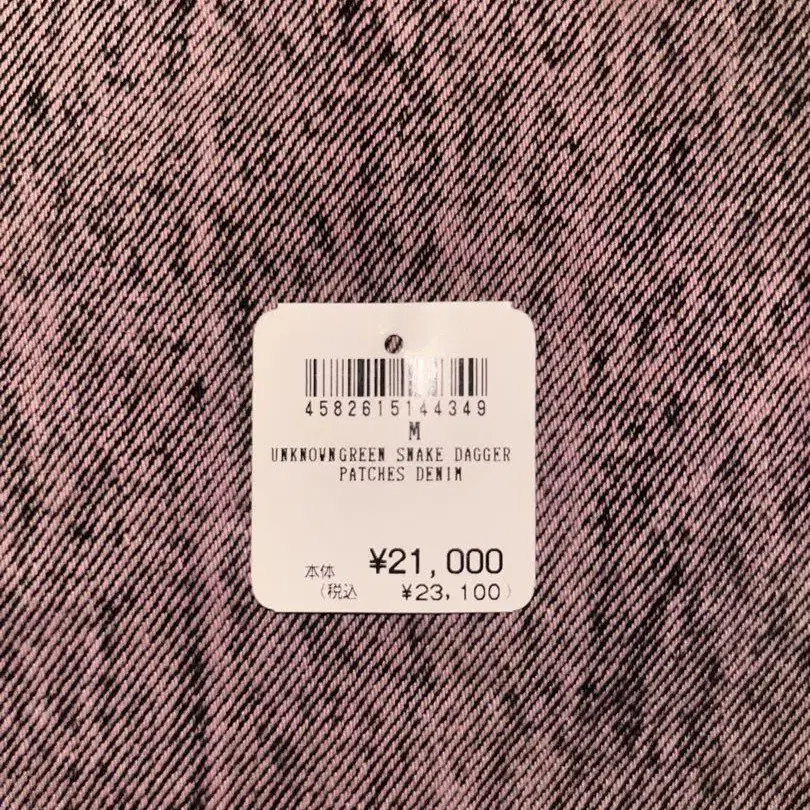 4582615144349
M
UNKNOWNGREEN SNAKE DAGGER
PATCHES DENIM
本体 ¥21,000
(税込 ¥23,100)